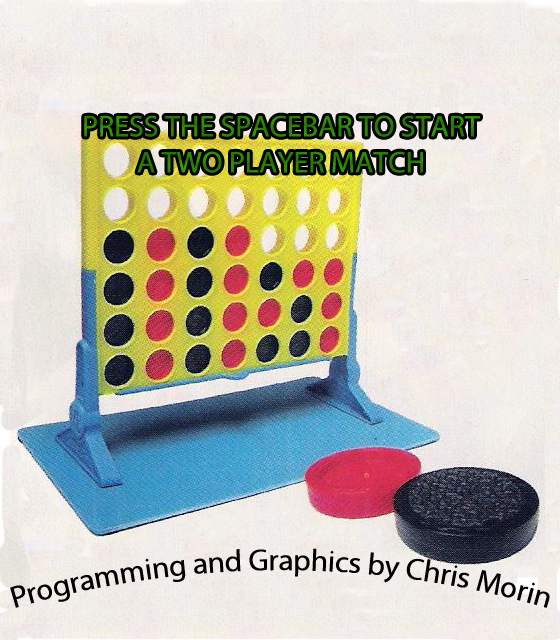 PRESS THE SPACEBAR TO START
A TWO PLAYER MATCH
Programming and Graphics by Chris Morin